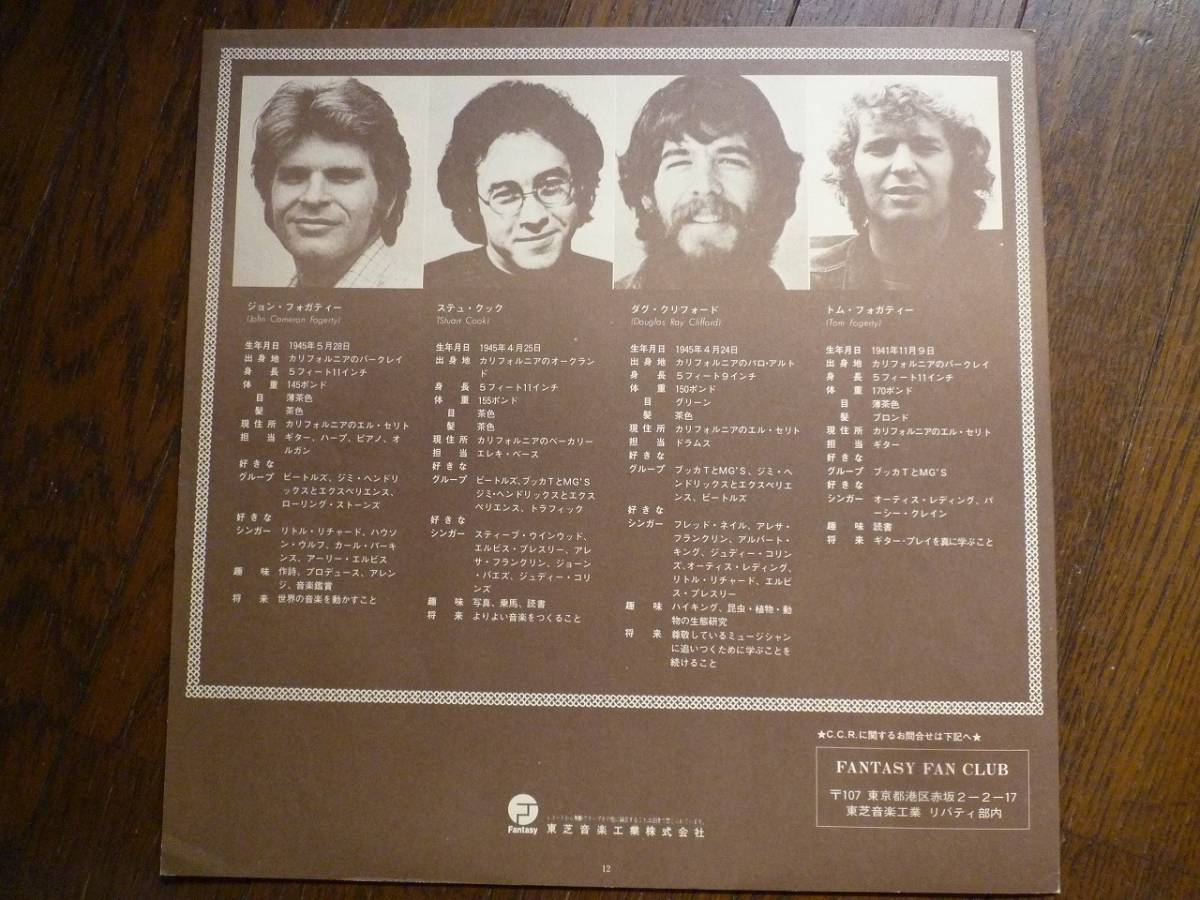 ジョン・フォガティー
(John Cameron Fogerty)
生年月日 1945年5月28日
出身地 カリフォルニアのバークレイ
身長 5フィート11インチ
体重 145ポンド
目 薄茶色
髪 茶色
現住所 カリフォルニアのエル・セリト
担当 ギター、ハープ、ピアノ、オ
ルガン
好きな
グループ ビートルズ、ジミ・ヘンドリ
ックスとエクスペリエンス、
ローリング・ストーンズ
好きな
シンガー リトル・リチャード、ハウソ
ン・ウルフ、カール・パーキ
ンス、アーリー・エルビス
趣味 作詩、プロデュース、アレン
ジ、音楽鑑賞
将来 世界の音楽を動かすこと
ステュ・クック
(Stuart Cook)
生年月日 1945年4月25日
出身地 カリフォルニアのオークラン
ド
身長 5フィート11インチ
体重 155ポンド
目 茶色
髪 茶色
現住所 カリフォルニアのベーカリー
担当 エレキ・ベース
好きな
グループ ビートルズ、ブッカTとMG'S
ジミ・ヘンドリックスとエクス
ペリエンス、トラフィック
好きな
シンガー スティーブ・ウインウッド、
エルビス・プレスリー、アレ
サ・フランクリン、ジョーン
・バエズ、ジュディー・コリ
ンズ
趣味 写真、乗馬、読書
将来 よりよい音楽をつくること
ダグ・クリフォード
(Douglas Ray Clifford)
生年月日 1945年4月24日
出身地 カリフォルニアのパロ・アルト
身長 5フィート9インチ
体重 150ポンド
目 グリーン
髪 茶色
現住所 カリフォルニアのエル・セリト
担当 ドラムス
好きな
グループ ブッカTとMG'S、ジミ・ヘ
ンドリックスとエクスペリエ
ンス、ビートルズ
好きな
シンガー フレッド・ネイル、アレサ・
フランクリン、アルバート・
キング、ジュディー・コリン
ズ、オーティス・レディング、
リトル・リチャード、エルビ
ス・プレスリー
趣味 ハイキング、昆虫・植物・動
物の生態研究
将来 尊敬しているミュージシャン
に追いつくために学ぶことを
続けること
トム・フォガティー
(Tom Fogerty)
生年月日 1941年11月9日
出身地 カリフォルニアのバークレイ
身長 5フィート11インチ
体重 170ポンド
目 薄茶色
髪 ブロンド
現住所 カリフォルニアのエル・セリト
担当 ギター
好きな
グループ ブッカTとMG'S
好きな
シンガー オーティス・レディング、パ
ーシー・クレイン
趣味 読書
将来 ギター・プレイを真に学ぶこと
★C.C.R.に関するお問合せは下記へ★
FANTASY FAN CLUB
〒107 東京都港区赤坂2-2-17
東芝音楽工業 リバティ部内
Fantasy
レコードから無断でテープその他に録音することは法律で禁じられています。
東芝音楽工業株式会社
12